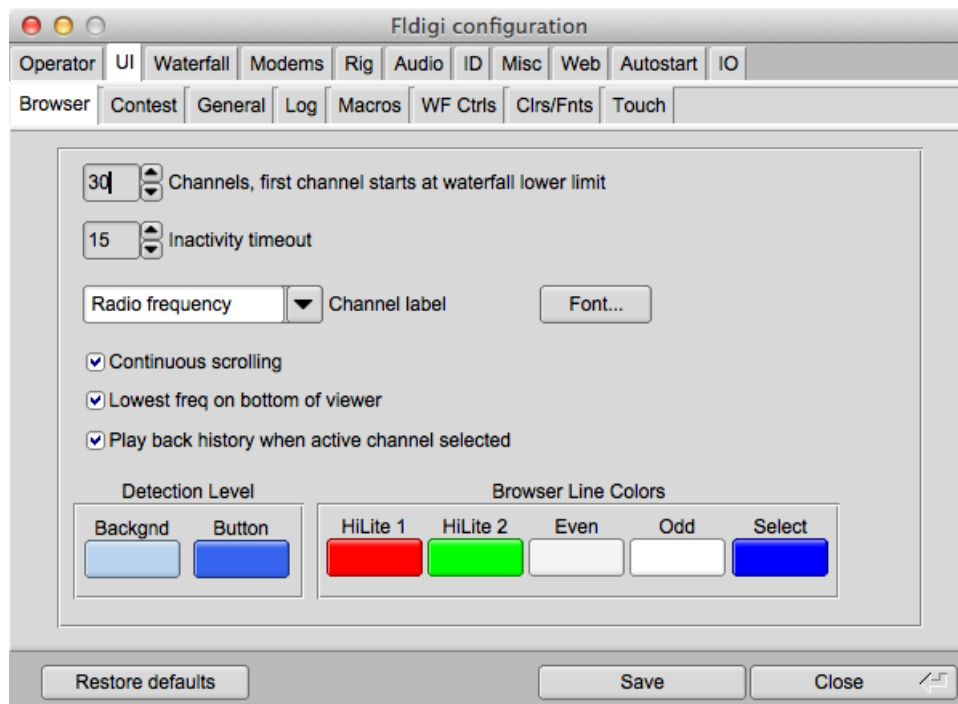 Fldigi configuration
Operator UI Waterfall Modems Rig Audio ID Misc Web Autostart IO
Browser Contest General Log Macros WF Ctrls Clrs/Fnts Touch
30 Channels, first channel starts at waterfall lower limit
15 Inactivity timeout
Radio frequency Channel label Font...
Continuous scrolling
Lowest freq on bottom of viewer
Play back history when active channel selected
Detection Level Browser Line Colors
Backgnd Button HiLite 1 HiLite 2 Even Odd Select
Restore defaults Save Close